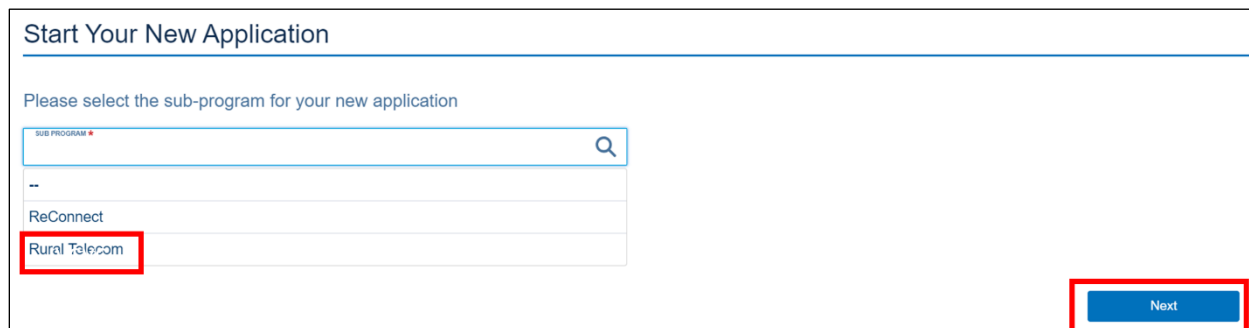 Start Your New Application
Please select the sub-program for your new application
SUB PROGRAM *
--
ReConnect
Rural Telecom
Next